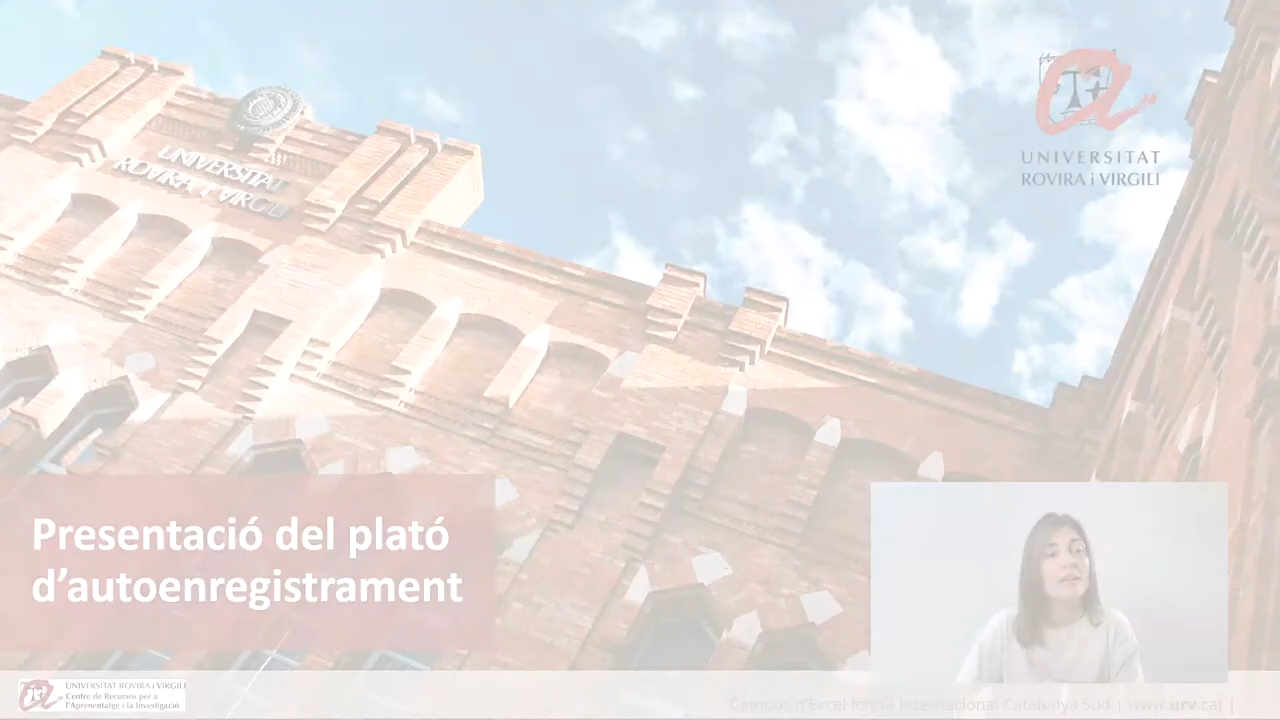 UNIVERSITAT
ROVIRA i VIRGILI
UNIVERSITAT
ROVIRA i VIRGILI
Presentació del plató
d'autoenregistrament
UNIVERSITAT ROVIRA i VIRGILI
Centre de Recursos per a
l'Aprenentatge i la Investigació
Campus d'Excel·lència Internacional Catalunya Sud | www.urv.cat |